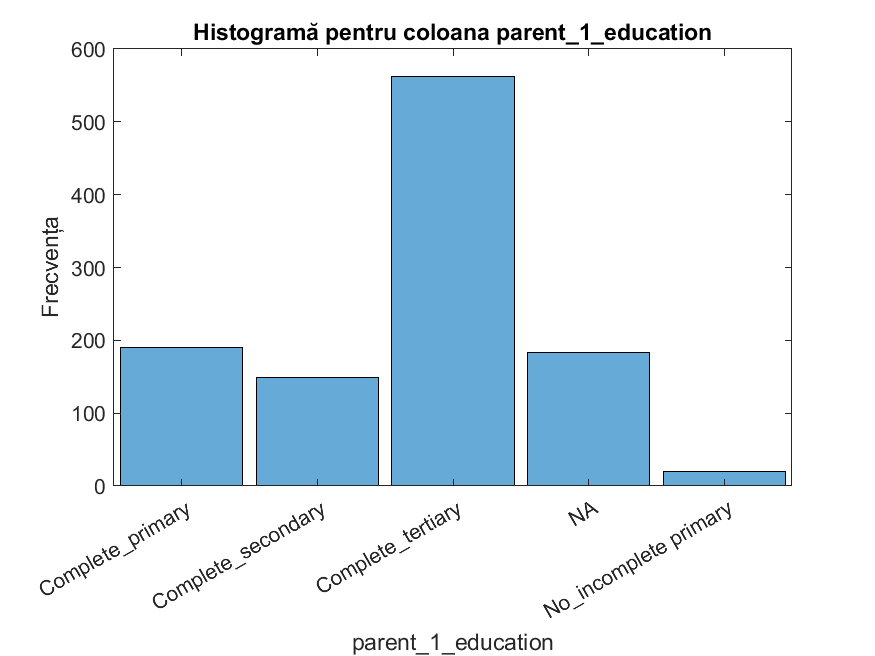 Histogramă pentru coloana parent_1_education
600
500
400
300
200
100
0
Frecvența
Complete_primary
Complete_secondary
Complete_tertiary
NA
No_incomplete primary
parent_1_education